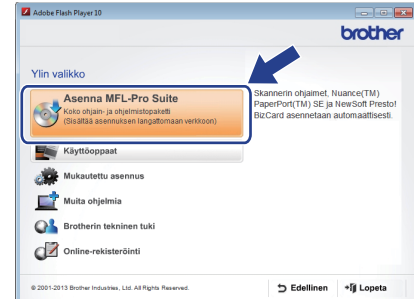 Adobe Flash Player 10
brother
Ylin valikko
Asenna MFL-Pro Suite
Koko ohjain- ja ohjelmistopaketti
(Sisältää asennuksen langattomaan verkkoon)
Skannerin ohjaimet, Nuance(TM)
PaperPort(TM) SE ja NewSoft Presto!
BizCard asennetaan automaattisesti.
Käyttöoppaat
Mukautettu asennus
Muita ohjelmia
Brotherin tekninen tuki
Online-rekisteröinti
© 2001-2013 Brother Industries, Ltd. All Rights Reserved.
Edellinen
Lopeta